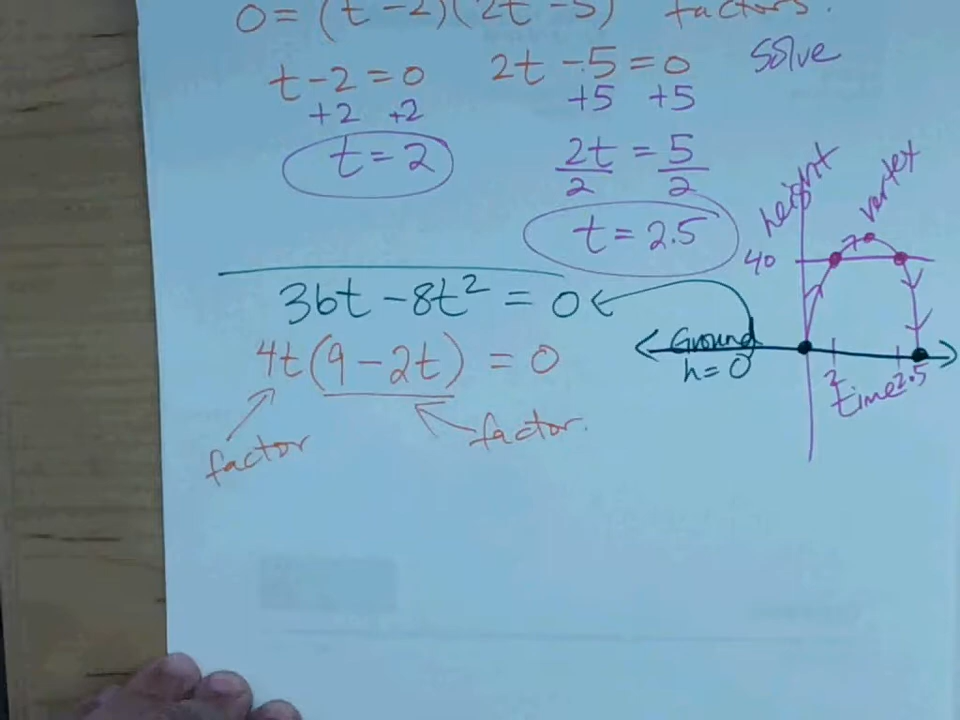 0 = (t-2)(2t-5) factors.
t-2=0 2t-5=0 Solve
+2 +2 +5 +5
t=2 2t/2 = 5/2
t=2.5
36t - 8t² = 0
4t(9-2t) = 0
factor
factor.
height
vertex
40
Ground
h=0
2
2.5
time